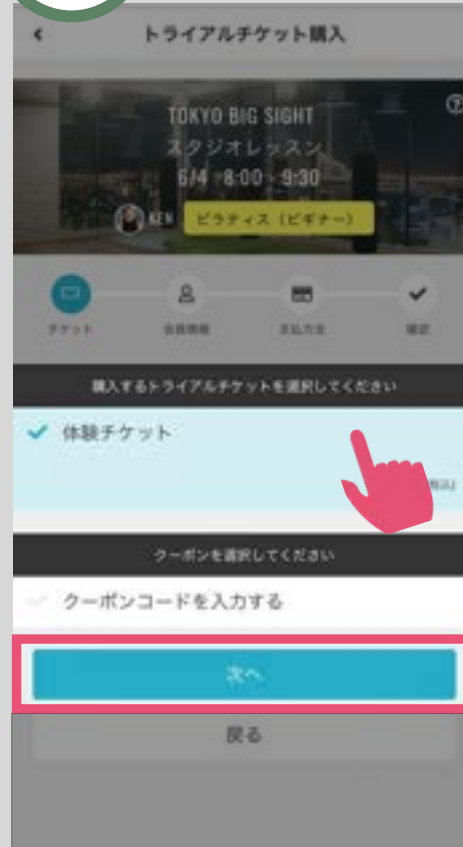 トライアルチケット購入
TOKYO BIG SIGHT
スタジオレッスン
6/4 8:00 - 9:30
KEN ピラティス（ビギナー）
チケット 会員情報 支払方法 確認
購入するトライアルチケットを選択してください
体験チケット
クーポンを選択してください
クーポンコードを入力する
次へ
戻る